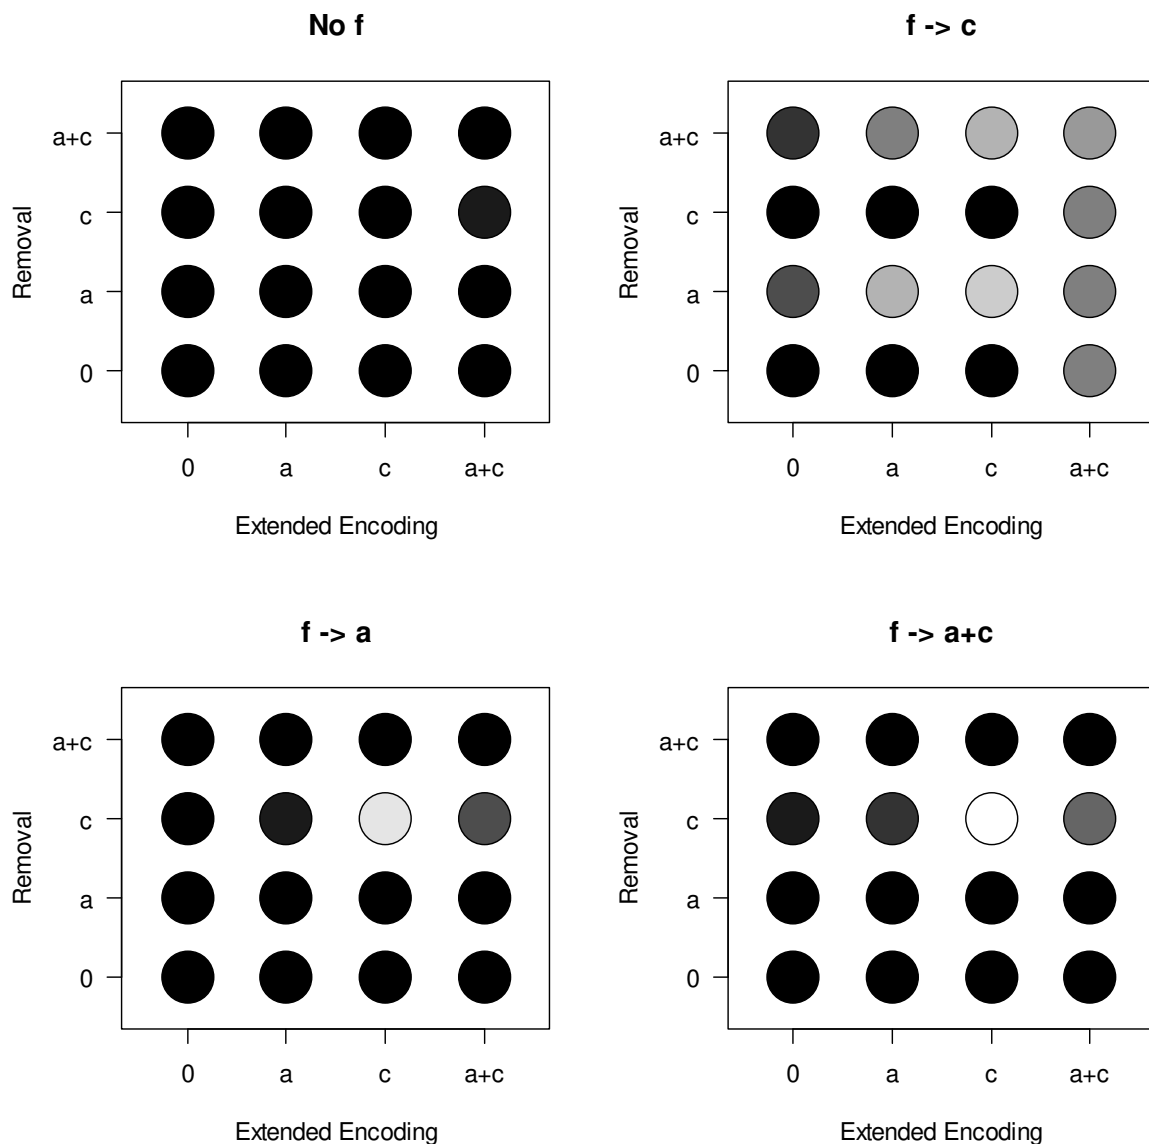 No f
Removal
a+c
c
a
0
0 a c a+c
Extended Encoding
f -> c
Removal
a+c
c
a
0
0 a c a+c
Extended Encoding
f -> a
Removal
a+c
c
a
0
0 a c a+c
Extended Encoding
f -> a+c
Removal
a+c
c
a
0
0 a c a+c
Extended Encoding